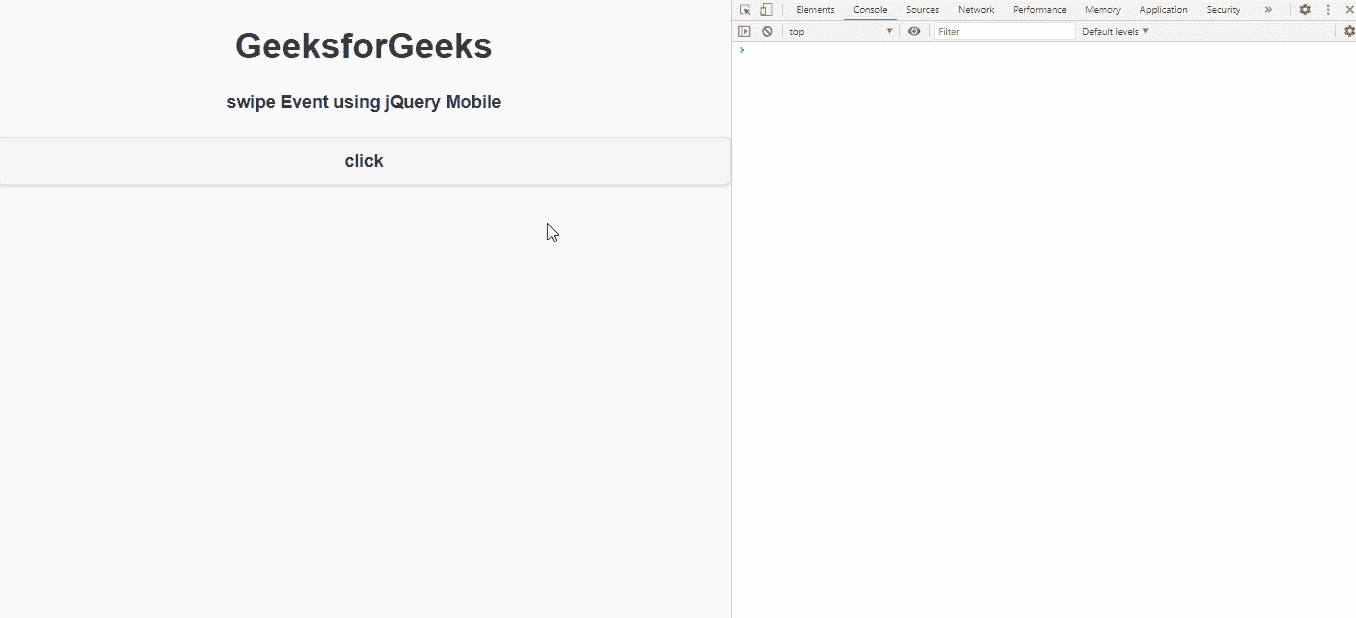 GeeksforGeeks
swipe Event using jQuery Mobile
click
Elements Console Sources Network Performance Memory Application Security
top Filter Default levels